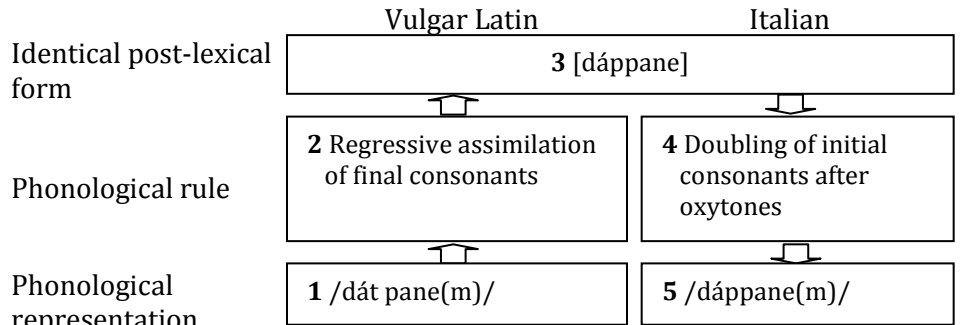 Vulgar Latin Italian
Identical post-lexical
form
3 [dáppane]
Phonological rule
2 Regressive assimilation
of final consonants
4 Doubling of initial
consonants after
oxytones
Phonological
representation
1 /dát pane(m)/
5 /dáppane(m)/